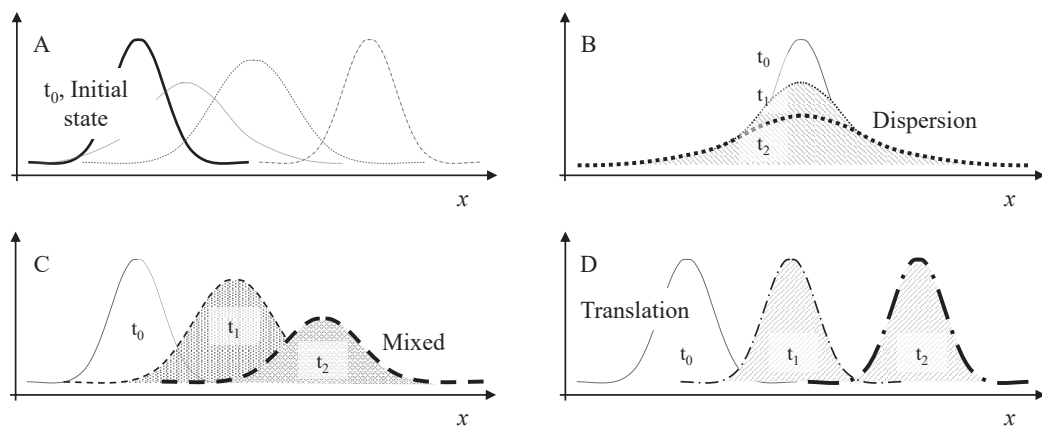 A
t0, Initial
state
x
B
t0
t1
t2
Dispersion
x
C
t0
t1
t2
Mixed
x
D
Translation
t0
t1
t2
x